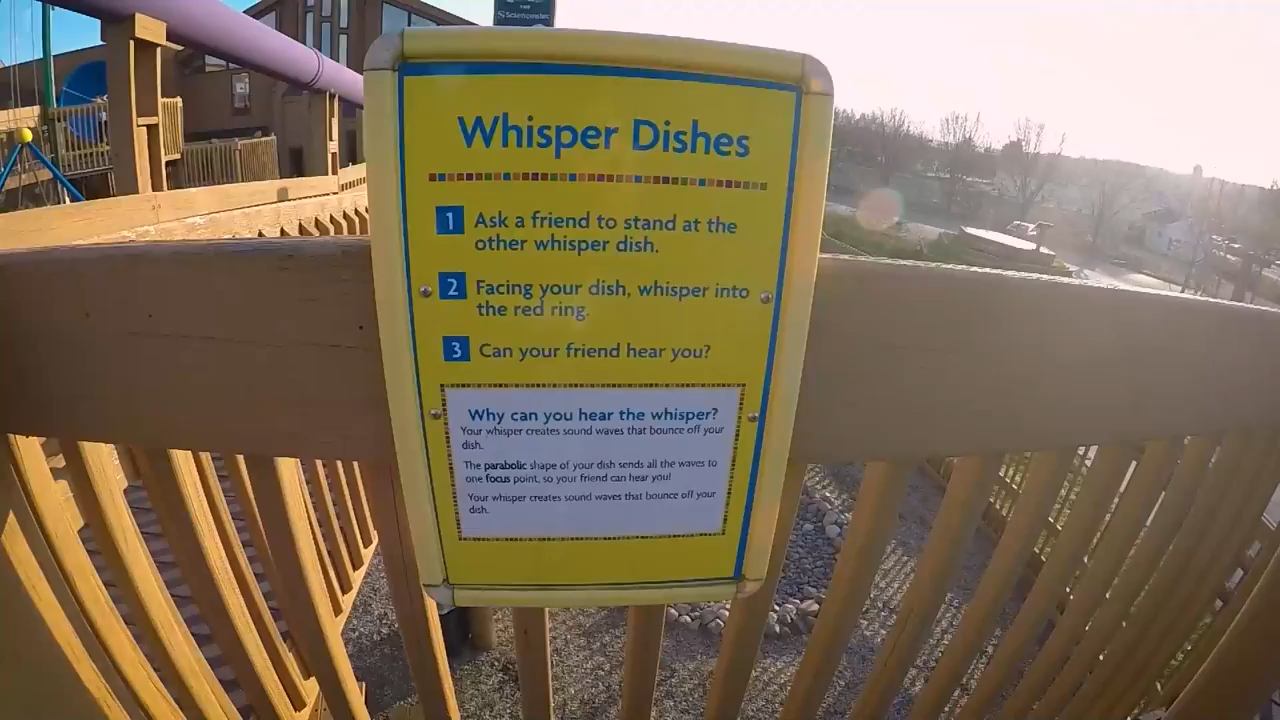 Sciencenter
Whisper Dishes
1 Ask a friend to stand at the
other whisper dish.
2 Facing your dish, whisper into
the red ring.
3 Can your friend hear you?
Why can you hear the whisper?
Your whisper creates sound waves that bounce off your
dish.
The parabolic shape of your dish sends all the waves to
one focus point, so your friend can hear you!
Your whisper creates sound waves that bounce off your
dish.